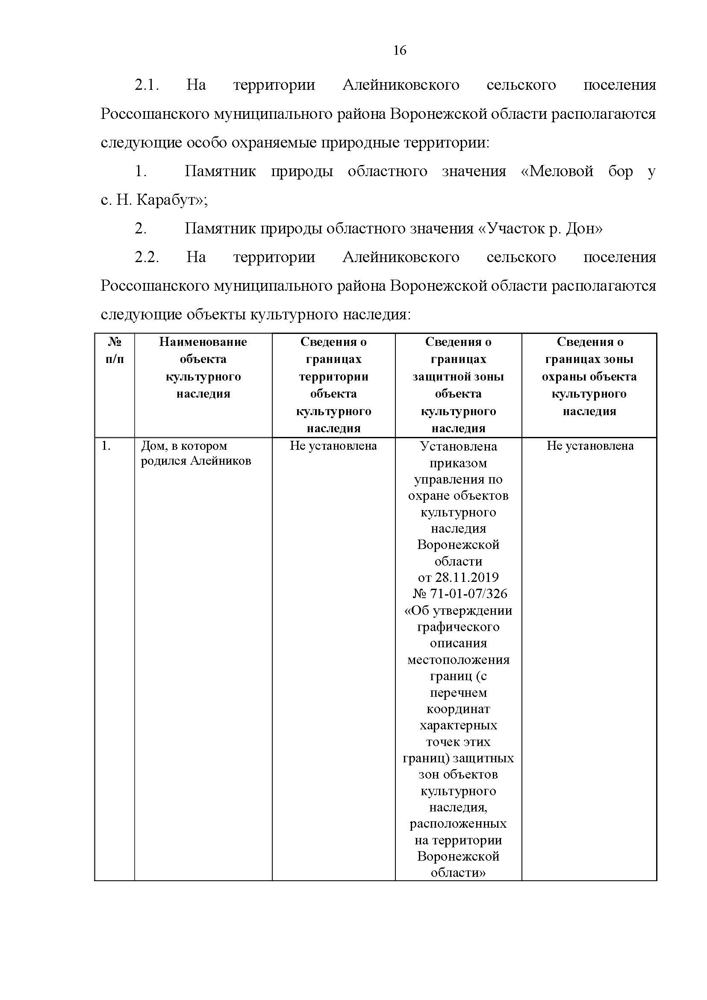 16
2.1. На территории Алейниковского сельского поселения
Россошанского муниципального района Воронежской области располагаются
следующие особо охраняемые природные территории:
1. Памятник природы областного значения «Меловой бор у
с. Н. Карабут»;
2. Памятник природы областного значения «Участок р. Дон»
2.2. На территории Алейниковского сельского поселения
Россошанского муниципального района Воронежской области располагаются
следующие объекты культурного наследия:
№
п/п
Наименование
объекта
культурного
наследия
Сведения о
границах
территории
объекта
культурного
наследия
Сведения о
границах
защитной зоны
объекта
культурного
наследия
Сведения о
границах зоны
охраны объекта
культурного
наследия
1.
Дом, в котором
родился Алейников
Не установлена
Установлена
приказом
управления по
охране объектов
культурного
наследия
Воронежской
области
от 28.11.2019
№ 71-01-07/326
«Об утверждении
графического
описания
местоположения
границ (с
перечнем
координат
характерных
точек этих
границ) защитных
зон объектов
культурного
наследия,
расположенных
на территории
Воронежской
области»
Не установлена